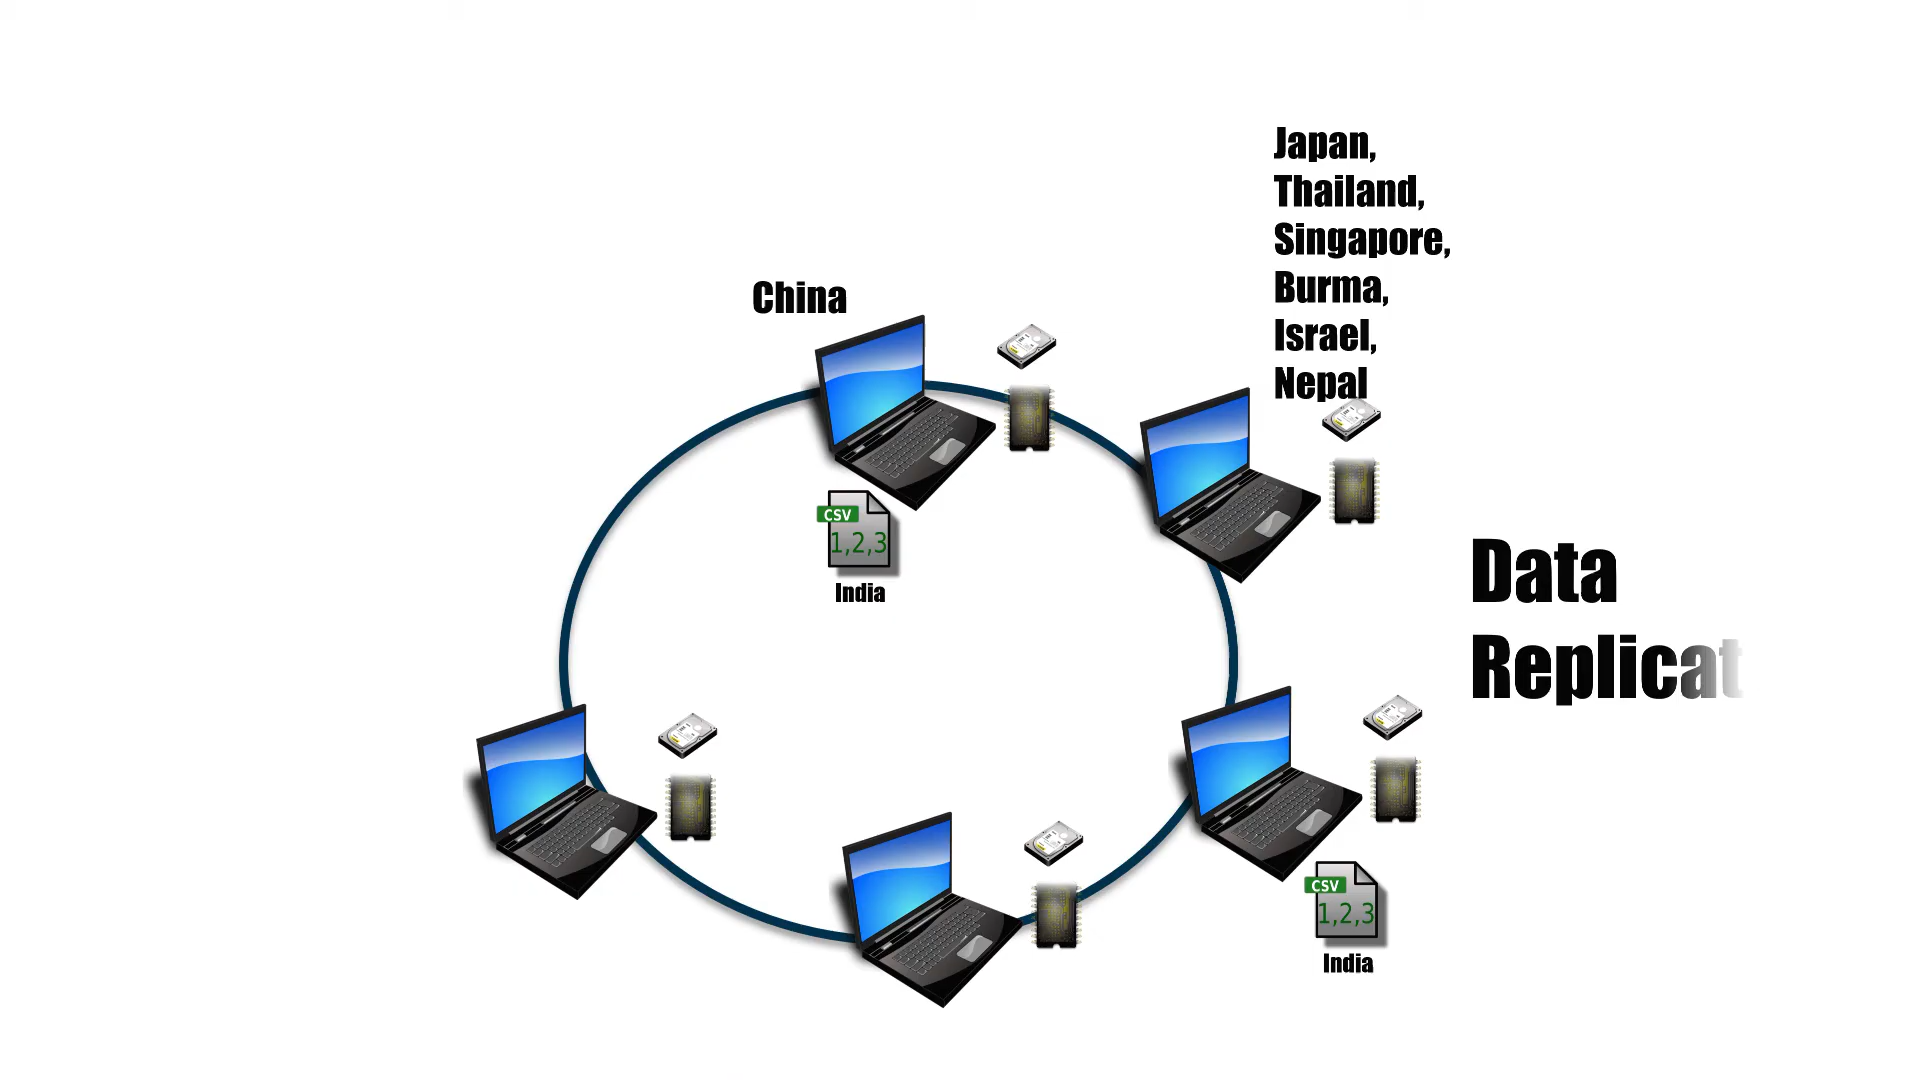 Japan,
Thailand,
Singapore,
Burma,
Israel,
Nepal
China
CSV
1,2,3
India
Data
Replicat
CSV
1,2,3
India